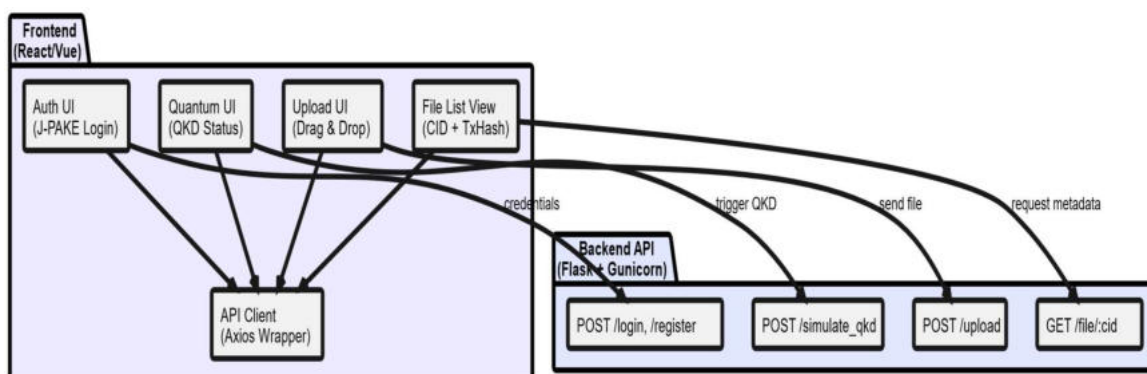 Frontend
(React/Vue)
Auth UI
(J-PAKE Login)
Quantum UI
(QKD Status)
Upload UI
(Drag & Drop)
File List View
(CID + TxHash)
credentials
trigger QKD
send file
request metadata
Backend API
(Flask + Gunicorn)
API Client
(Axios Wrapper)
POST /login, /register
POST /simulate_qkd
POST /upload
GET /file/:cid